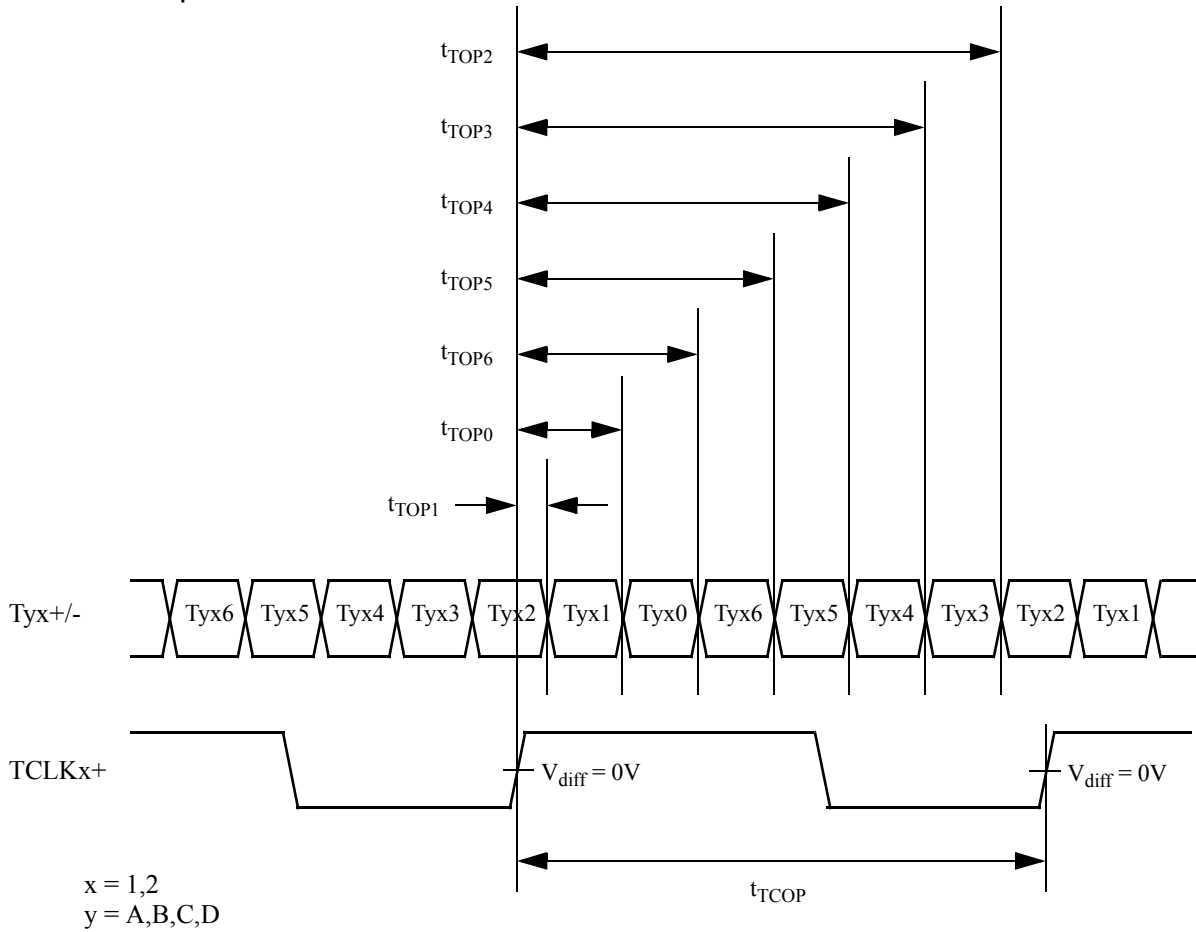 tTOP2
tTOP3
tTOP4
tTOP5
tTOP6
tTOP0
tTOP1
Tyx+/- Tyx6 Tyx5 Tyx4 Tyx3 Tyx2 Tyx1 Tyx0 Tyx6 Tyx5 Tyx4 Tyx3 Tyx2 Tyx1
TCLKx+ Vdiff = 0V Vdiff = 0V
tTCOP
x = 1,2
y = A,B,C,D